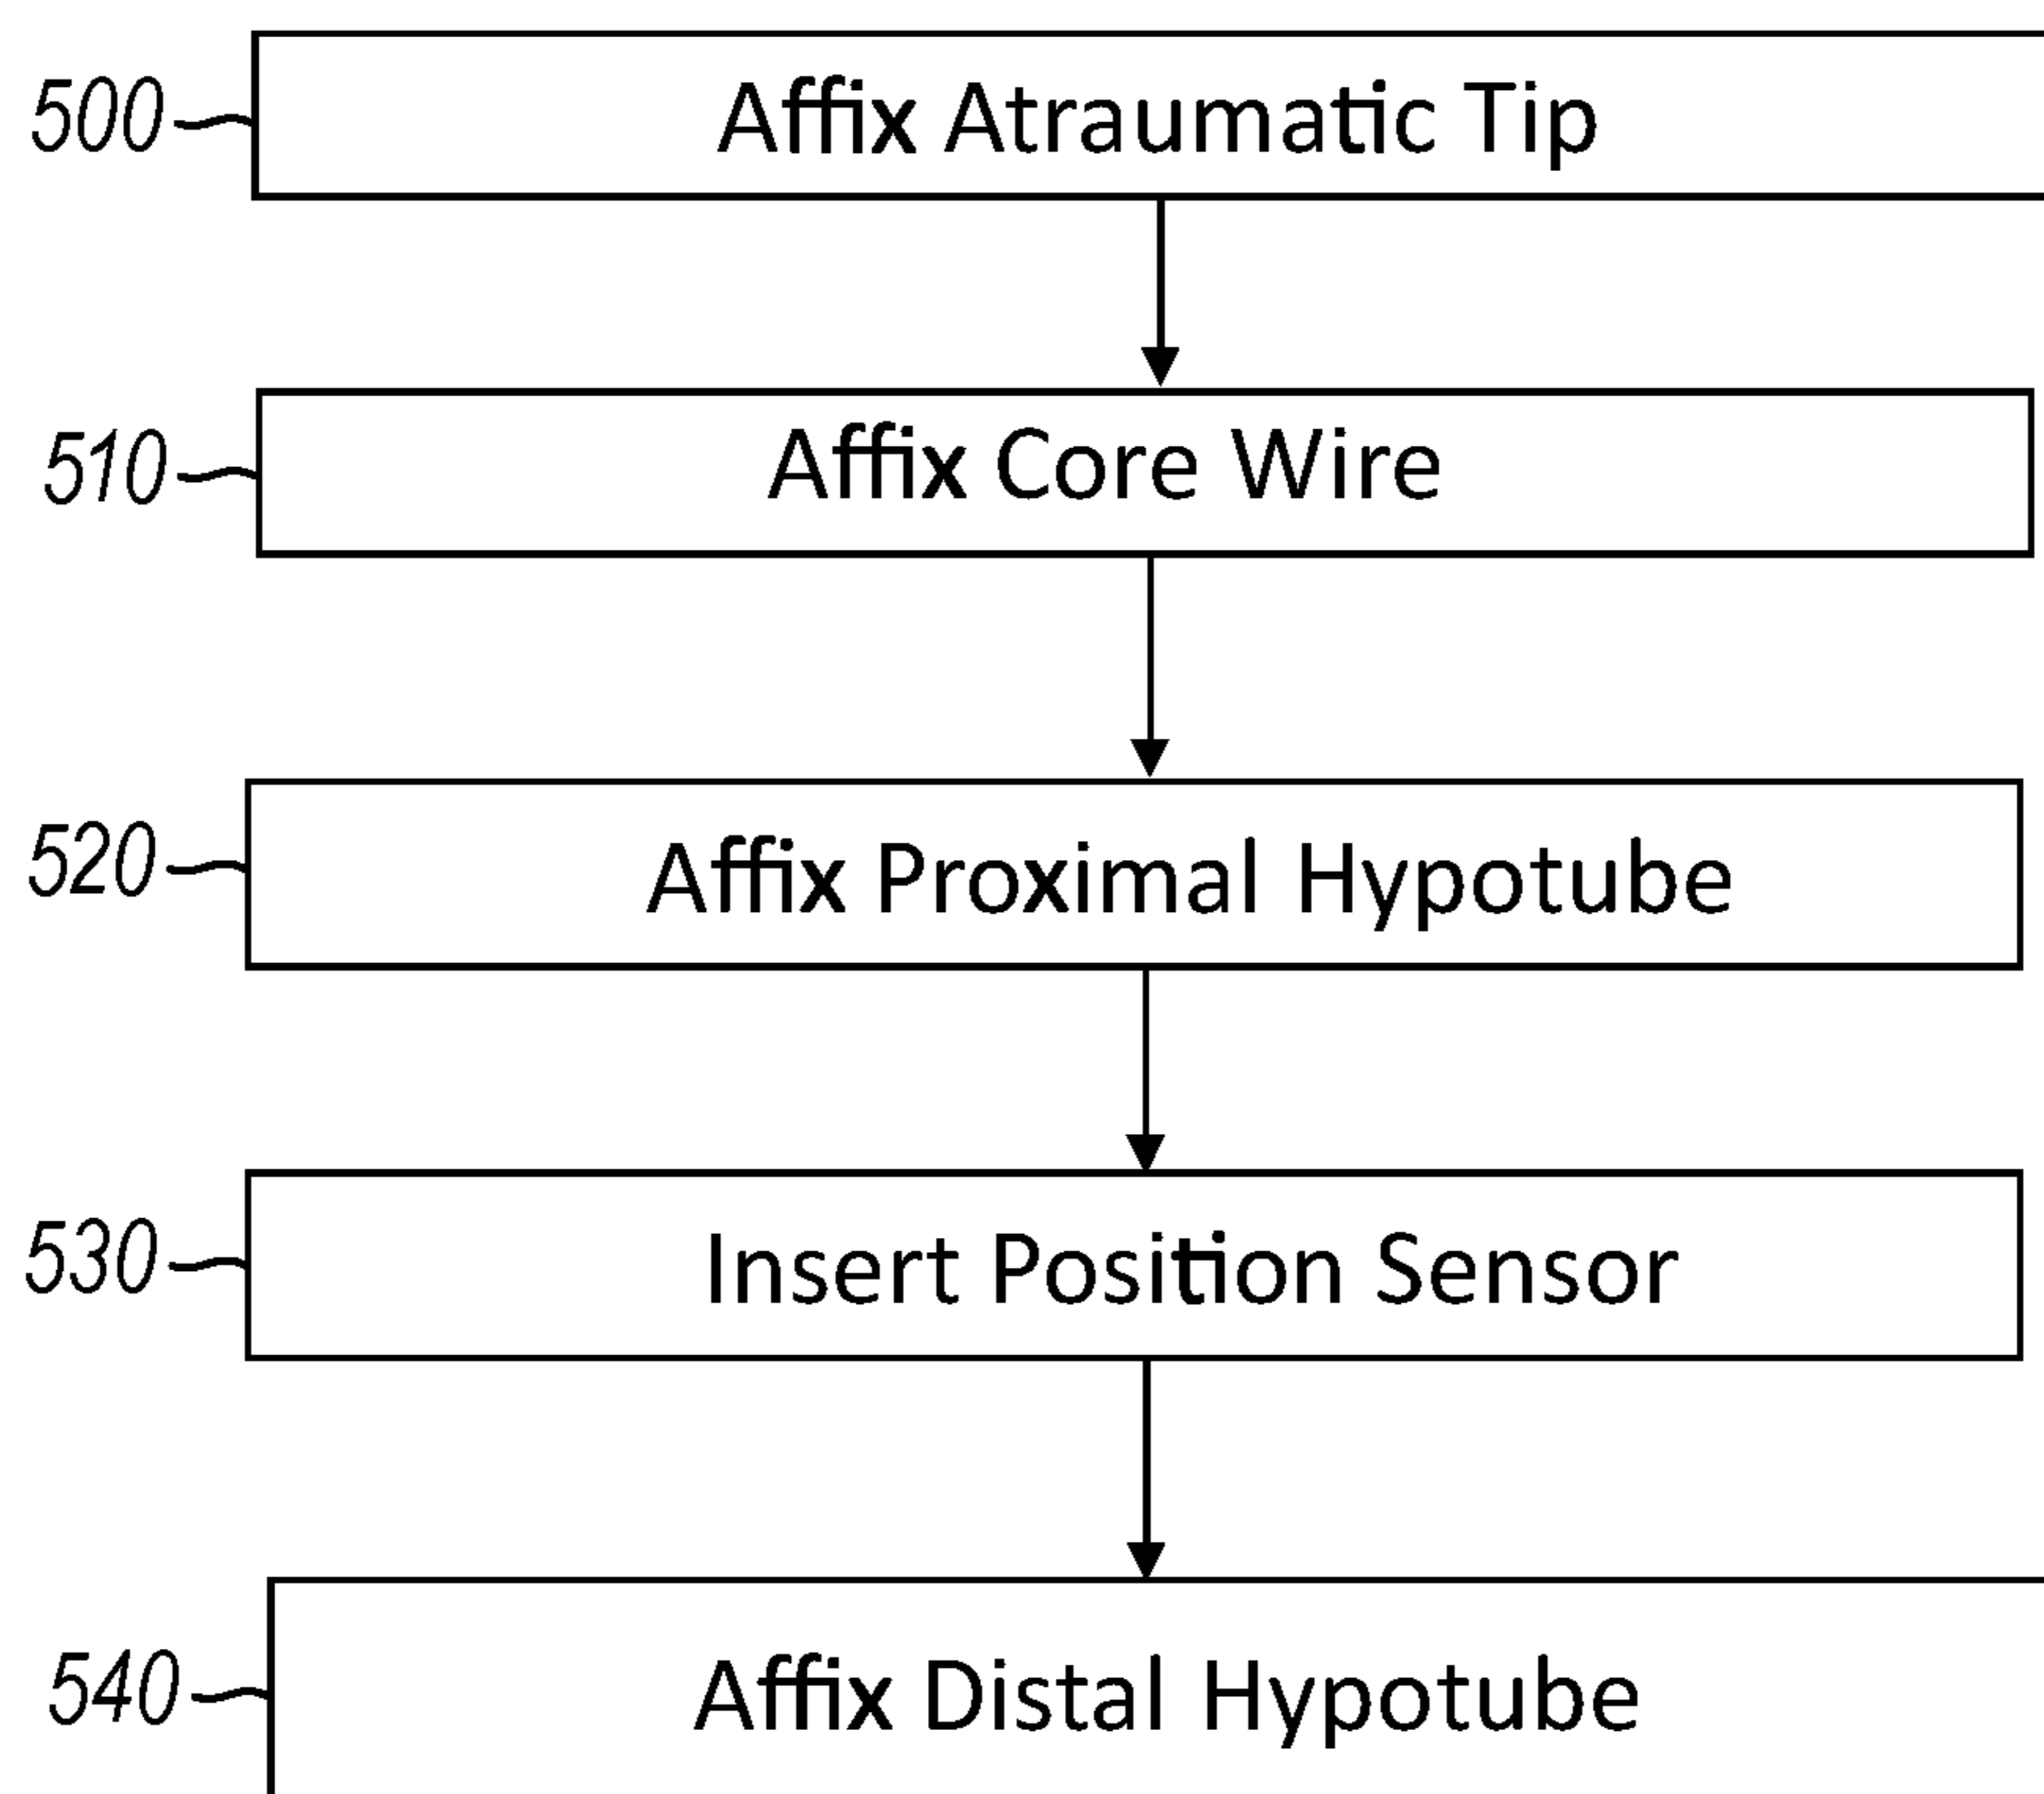 500 Affix Atraumatic Tip
510 Affix Core Wire
520 Affix Proximal Hypotube
530 Insert Position Sensor
540 Affix Distal Hypotube